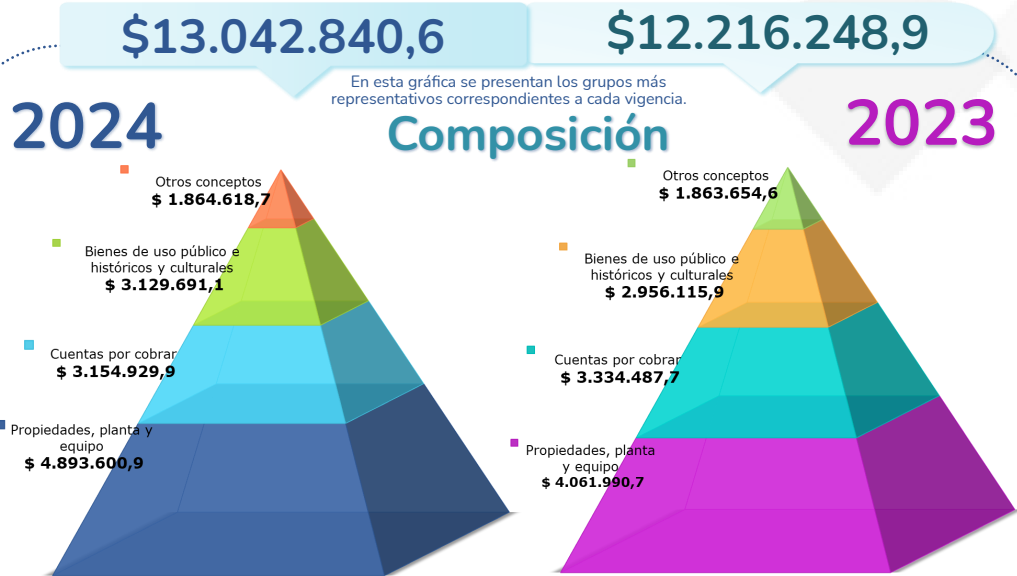 $13.042.840,6
$12.216.248,9
En esta gráfica se presentan los grupos más
representativos correspondientes a cada vigencia.
2024
Composición
2023
Otros conceptos
$ 1.864.618,7
Bienes de uso público e
históricos y culturales
$ 3.129.691,1
Cuentas por cobrar
$ 3.154.929,9
Propiedades, planta y
equipo
$ 4.893.600,9
Otros conceptos
$ 1.863.654,6
Bienes de uso público e
históricos y culturales
$ 2.956.115,9
Cuentas por cobrar
$ 3.334.487,7
Propiedades, planta
y equipo
$ 4.061.990,7